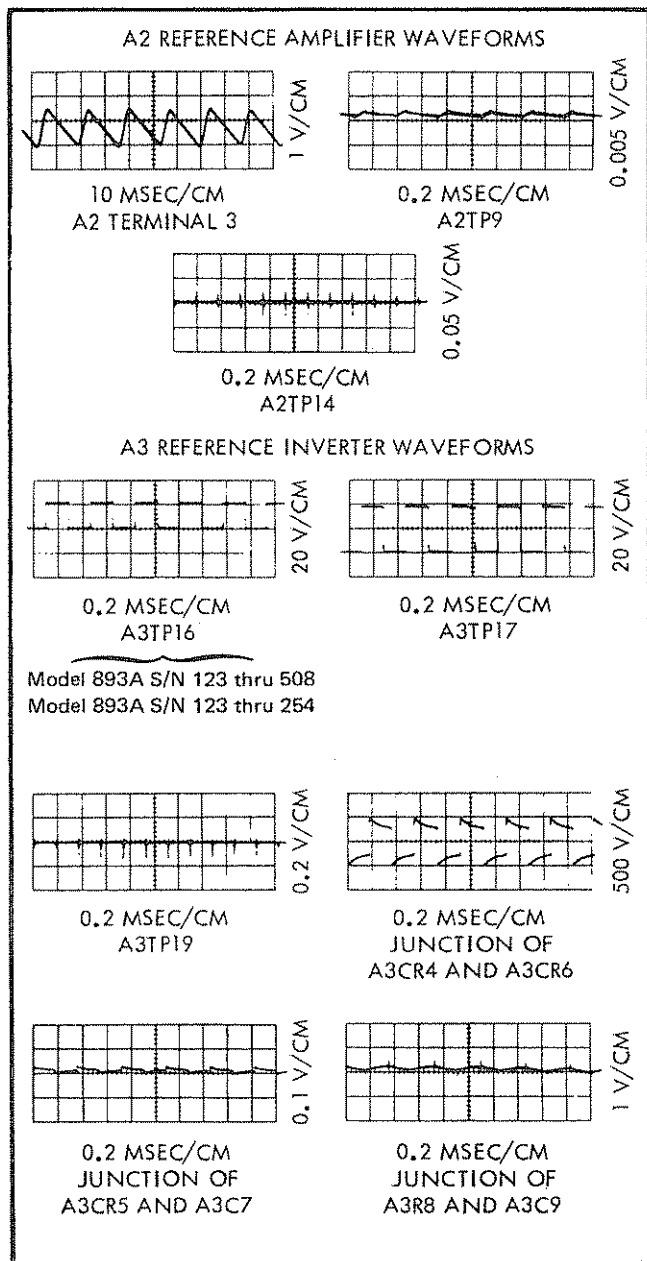 A2 REFERENCE AMPLIFIER WAVEFORMS
1 V/CM
10 MSEC/CM
A2 TERMINAL 3
0.005 V/CM
0.2 MSEC/CM
A2TP9
0.05 V/CM
0.2 MSEC/CM
A2TP14
A3 REFERENCE INVERTER WAVEFORMS
20 V/CM
0.2 MSEC/CM
A3TP16
20 V/CM
0.2 MSEC/CM
A3TP17
Model 893A S/N 123 thru 508
Model 893A S/N 123 thru 254
0.2 V/CM
0.2 MSEC/CM
A3TP19
500 V/CM
0.2 MSEC/CM
JUNCTION OF
A3CR4 AND A3CR6
0.1 V/CM
0.2 MSEC/CM
JUNCTION OF
A3CR5 AND A3C7
1 V/CM
0.2 MSEC/CM
JUNCTION OF
A3R8 AND A3C9